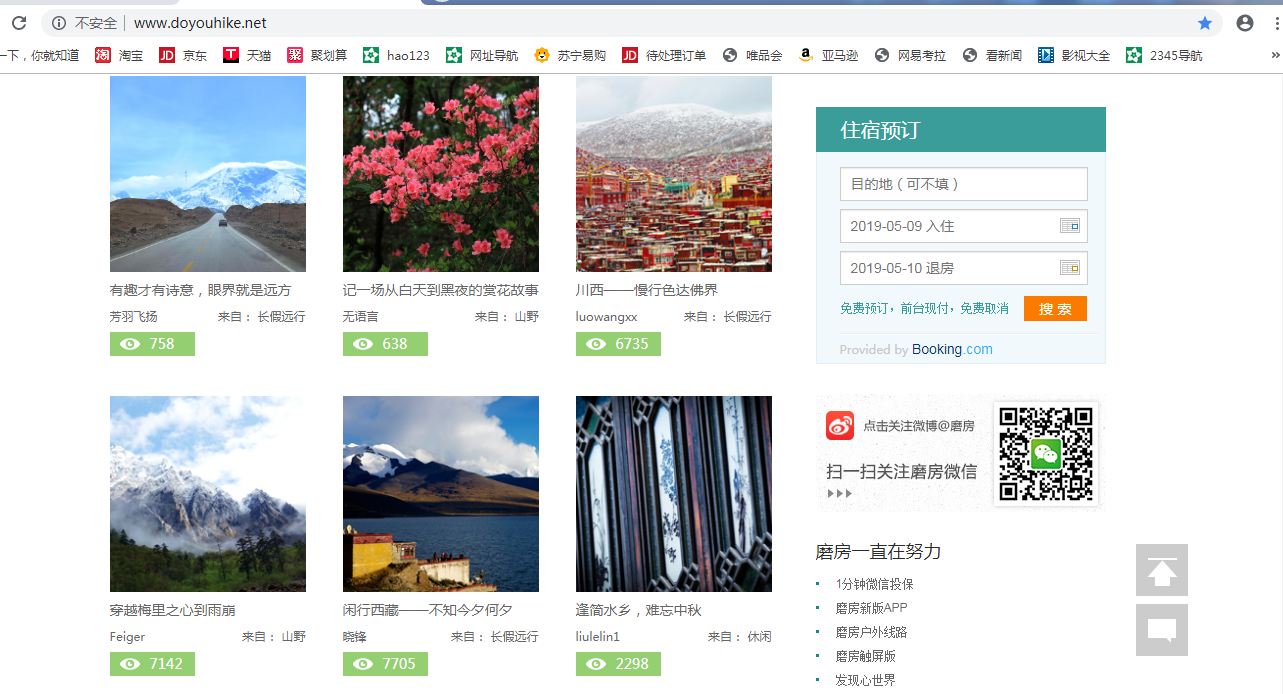 不安全 www.doyouhike.net
一下，你就知道 淘 淘宝 JD 京东 T 天猫 聚 聚划算 hao123 网址导航 苏宁易购 JD 待处理订单 唯品会 a 亚马逊 网易考拉 看新闻 影视大全 2345导航 »
有趣才有诗意，眼界就是远方
芳羽飞扬 来自： 长假远行
758
记一场从白天到黑夜的赏花故事
无语言 来自： 山野
638
川西——慢行色达佛界
luowangxx 来自： 长假远行
6735
穿越梅里之心到雨崩
Feiger 来自： 山野
7142
闲行西藏——不知今夕何夕
晓锋 来自： 长假远行
7705
逢简水乡，难忘中秋
liulelin1 来自： 休闲
2298
住宿预订
目的地（可不填）
2019-05-09 入住
2019-05-10 退房
免费预订，前台现付，免费取消 搜 索
Provided by Booking.com
点击关注微博@磨房
扫一扫关注磨房微信
磨房一直在努力
1分钟微信投保
磨房新版APP
磨房户外线路
磨房触屏版
发现心世界